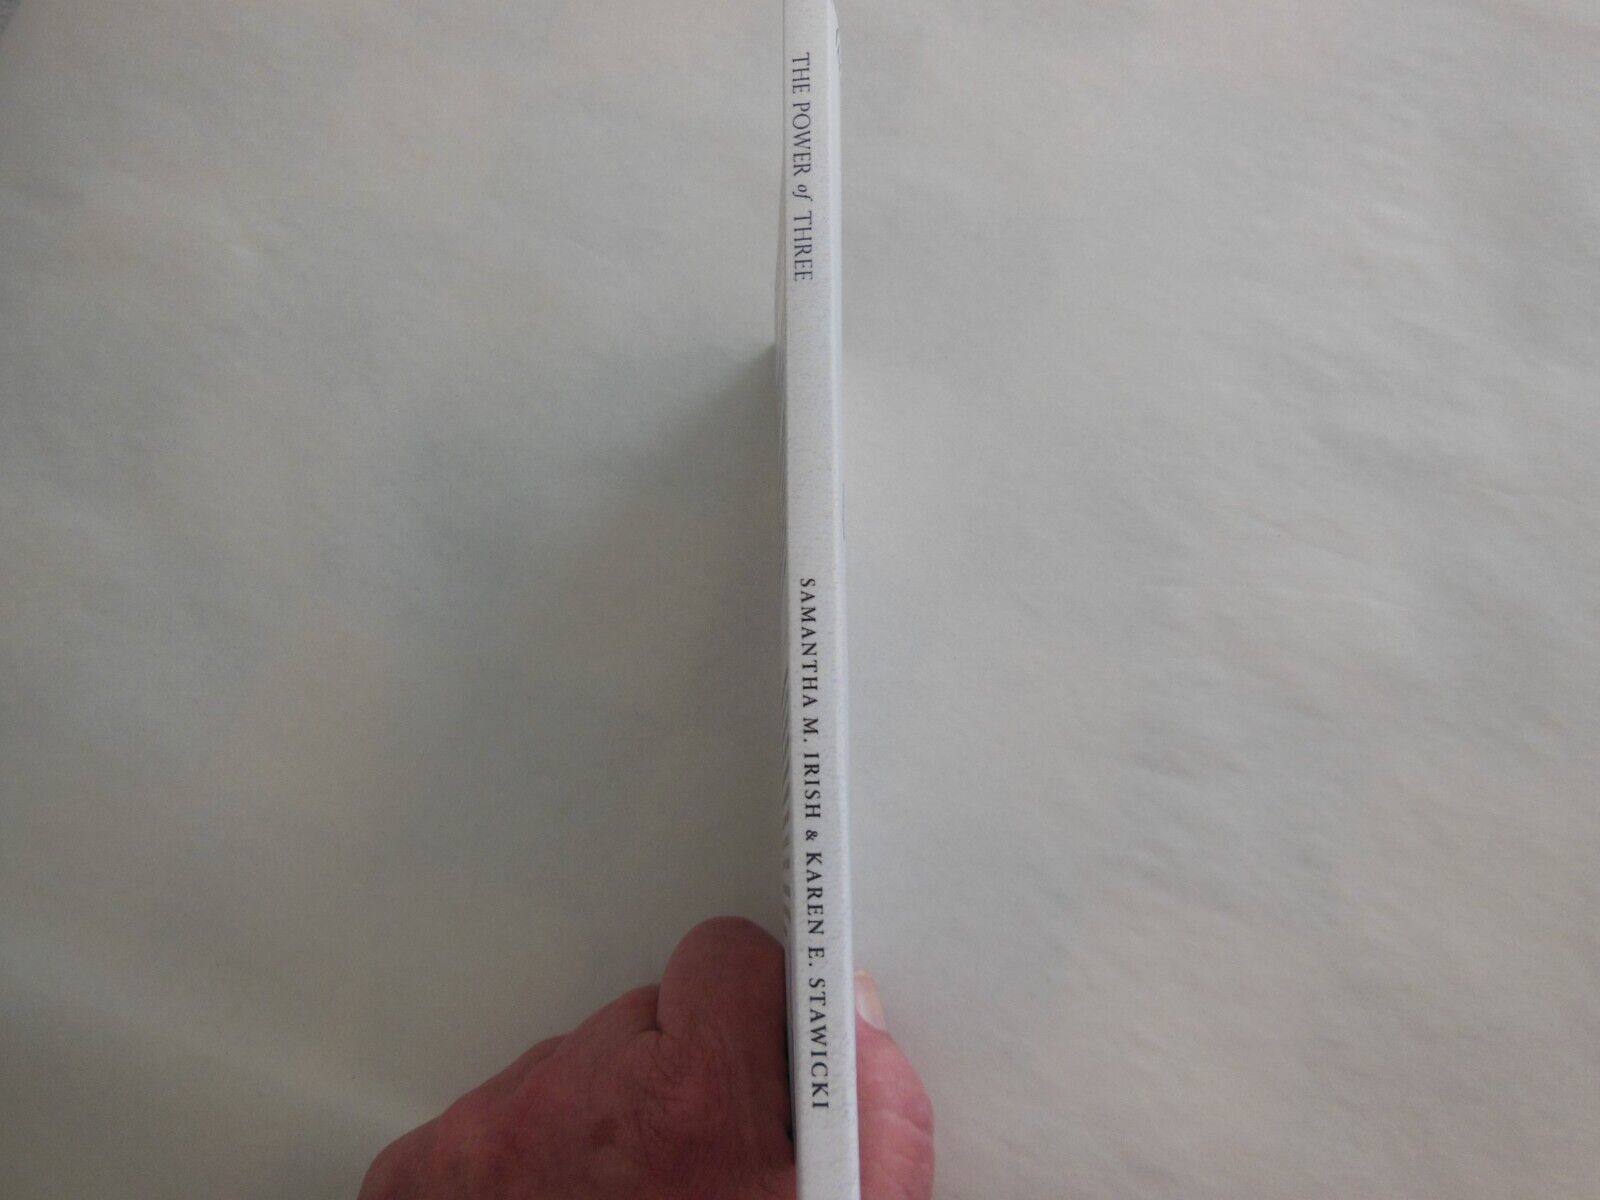 THE POWER of THREE
SAMANTHA M. IRISH & KAREN E. STAWICKI